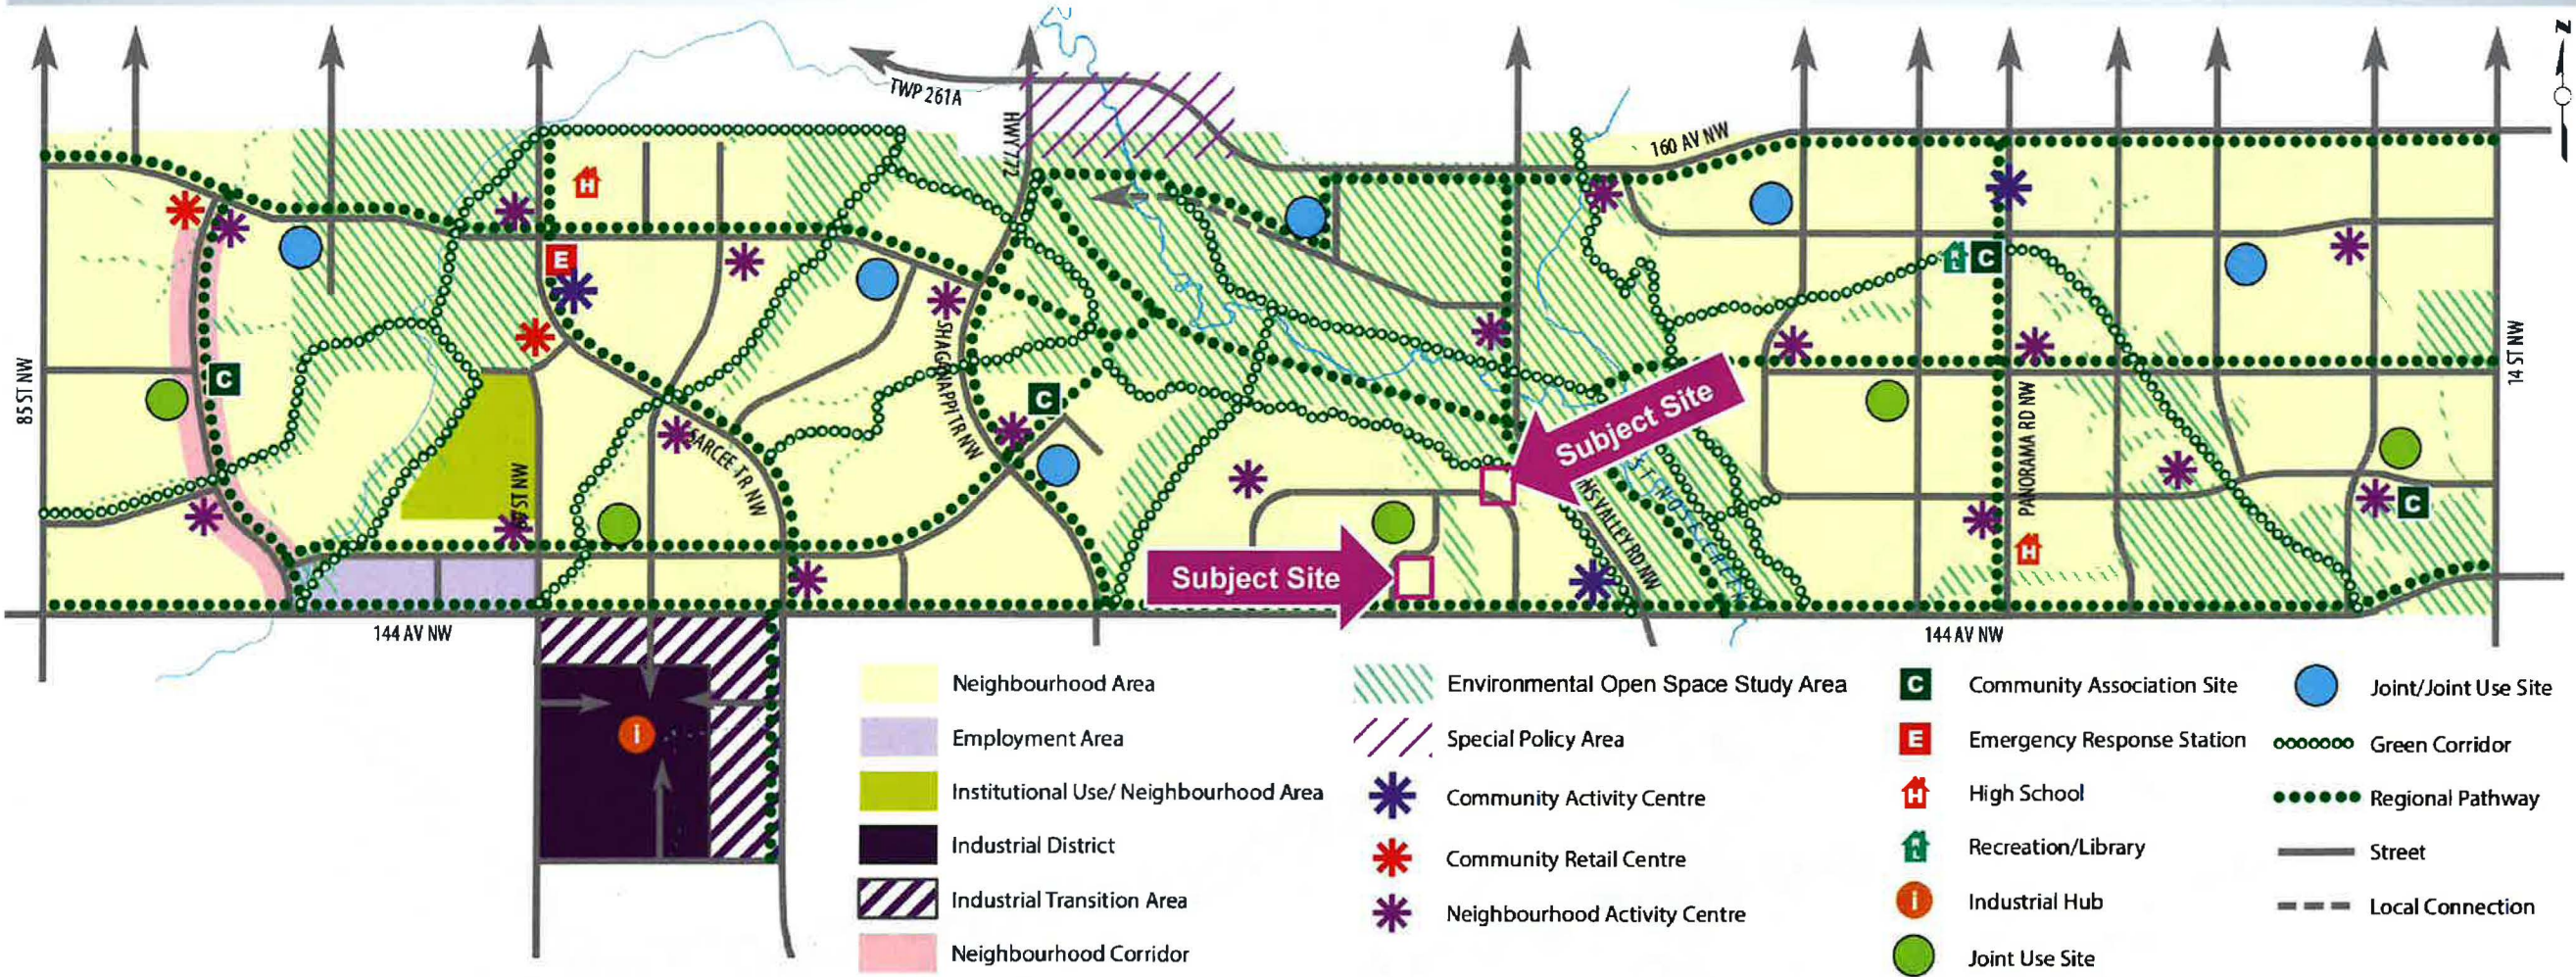 N
TWP 261A
HWY 772
160 AV NW
H
E
C
R
L
C
85 ST NW
14 ST NW
SHAGANAPPI TR NW
C
Subject Site
SARCEE TR NW
ST NW
PANORAMA RD NW
C
NS VALLEY RD NW
H
Subject Site
144 AV NW
144 AV NW
i
Neighbourhood Area
Employment Area
Institutional Use/ Neighbourhood Area
Industrial District
Industrial Transition Area
Neighbourhood Corridor
Environmental Open Space Study Area
Special Policy Area
Community Activity Centre
Community Retail Centre
Neighbourhood Activity Centre
C Community Association Site
E Emergency Response Station
H High School
R L Recreation/Library
i Industrial Hub
Joint Use Site
Joint/Joint Use Site
Green Corridor
Regional Pathway
Street
Local Connection